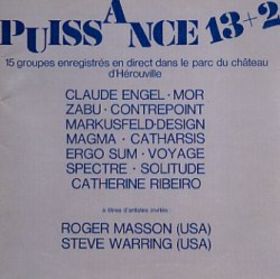 PUISSANCE 13+2
15 groupes enregistrés en direct dans le parc du château
d'Hérouville
CLAUDE ENGEL · MOR
ZABU · CONTREPOINT
MARKUSFELD-DESIGN
MAGMA · CATHARSIS
ERGO SUM · VOYAGE
SPECTRE · SOLITUDE
CATHERINE RIBEIRO
à titres d'artistes invités :
ROGER MASSON (USA)
STEVE WARRING (USA)